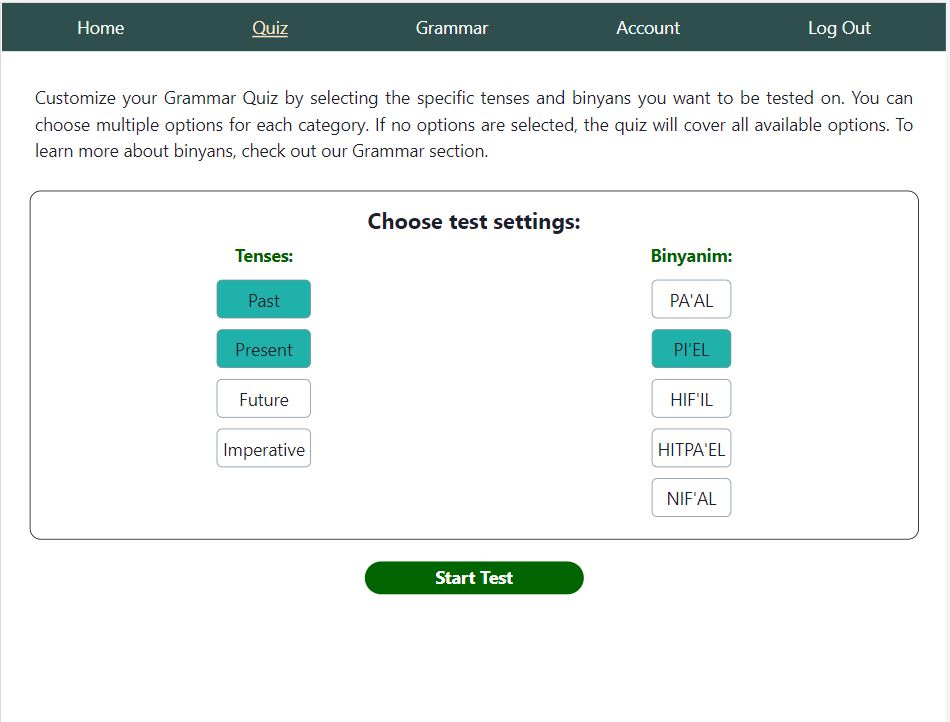 Home Quiz Grammar Account Log Out
Customize your Grammar Quiz by selecting the specific tenses and binyans you want to be tested on. You can
choose multiple options for each category. If no options are selected, the quiz will cover all available options. To
learn more about binyans, check out our Grammar section.
Choose test settings:
Tenses:
Past
Present
Future
Imperative
Binyanim:
PA'AL
PI'EL
HIF'IL
HITPA'EL
NIF'AL
Start Test